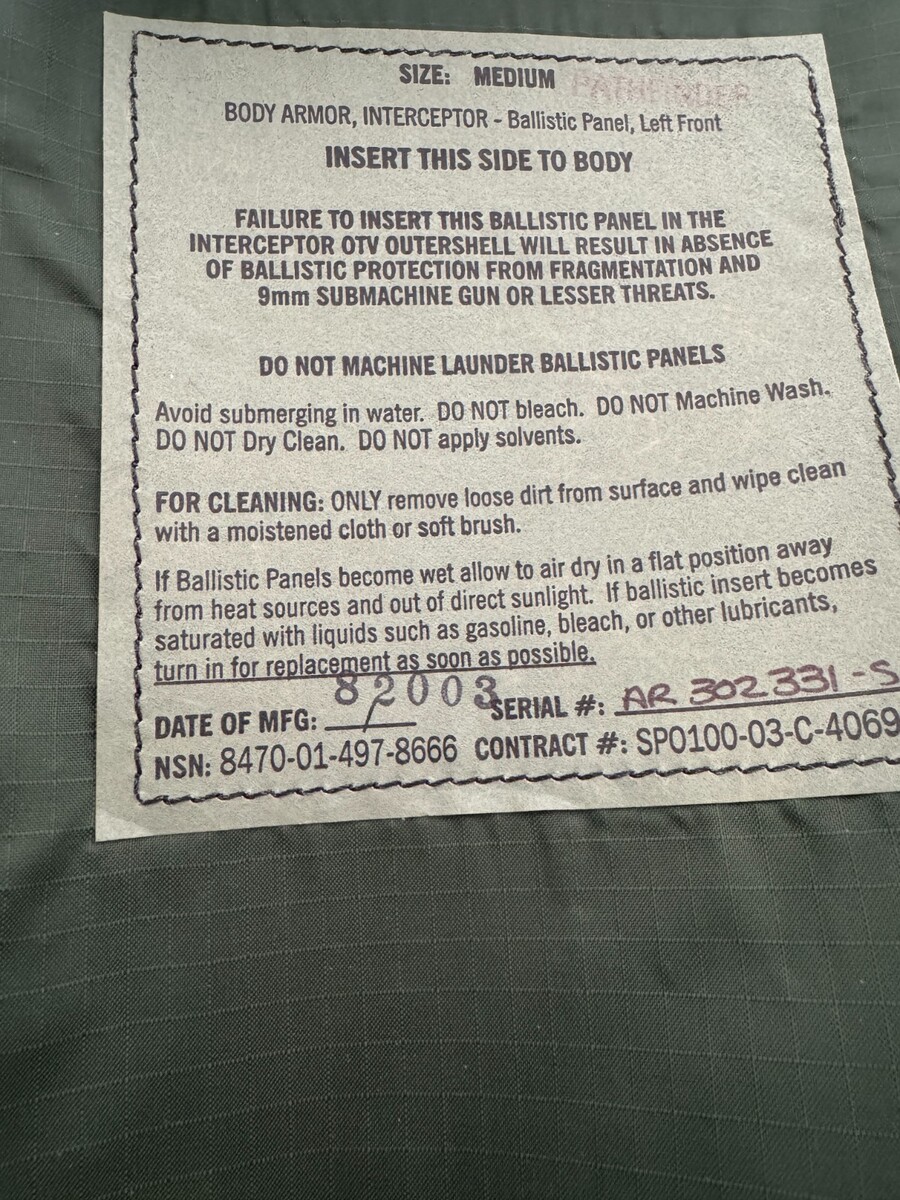 SIZE: MEDIUM PATHFINDER
BODY ARMOR, INTERCEPTOR - Ballistic Panel, Left Front
INSERT THIS SIDE TO BODY
FAILURE TO INSERT THIS BALLISTIC PANEL IN THE
INTERCEPTOR OTV OUTERSHELL WILL RESULT IN ABSENCE
OF BALLISTIC PROTECTION FROM FRAGMENTATION AND
9mm SUBMACHINE GUN OR LESSER THREATS.
DO NOT MACHINE LAUNDER BALLISTIC PANELS
Avoid submerging in water. DO NOT bleach. DO NOT Machine Wash.
DO NOT Dry Clean. DO NOT apply solvents.
FOR CLEANING: ONLY remove loose dirt from surface and wipe clean
with a moistened cloth or soft brush.
If Ballistic Panels become wet allow to air dry in a flat position away
from heat sources and out of direct sunlight. If ballistic insert becomes
saturated with liquids such as gasoline, bleach, or other lubricants,
turn in for replacement as soon as possible.
DATE OF MFG: 8/2003 SERIAL #: AR 302331-S
NSN: 8470-01-497-8666 CONTRACT #: SPO100-03-C-4069